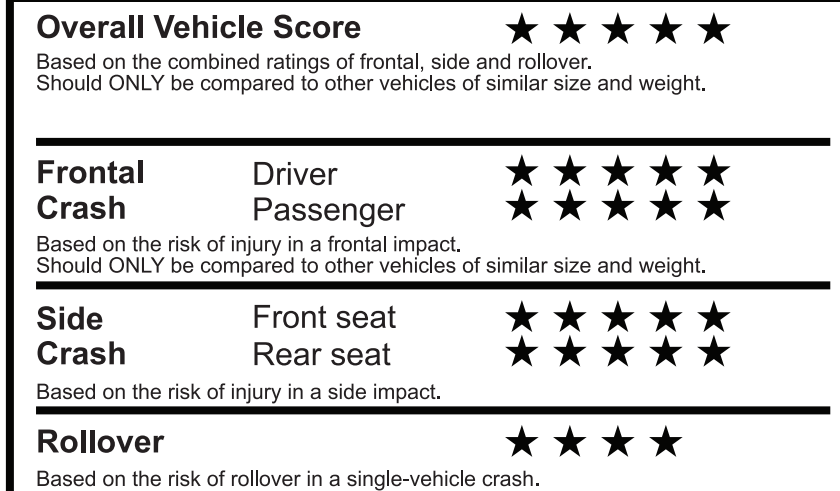 Overall Vehicle Score ★ ★ ★ ★ ★
Based on the combined ratings of frontal, side and rollover.
Should ONLY be compared to other vehicles of similar size and weight.
Frontal Driver ★ ★ ★ ★ ★
Crash Passenger ★ ★ ★ ★ ★
Based on the risk of injury in a frontal impact.
Should ONLY be compared to other vehicles of similar size and weight.
Side Front seat ★ ★ ★ ★ ★
Crash Rear seat ★ ★ ★ ★ ★
Based on the risk of injury in a side impact.
Rollover ★ ★ ★ ★
Based on the risk of rollover in a single-vehicle crash.